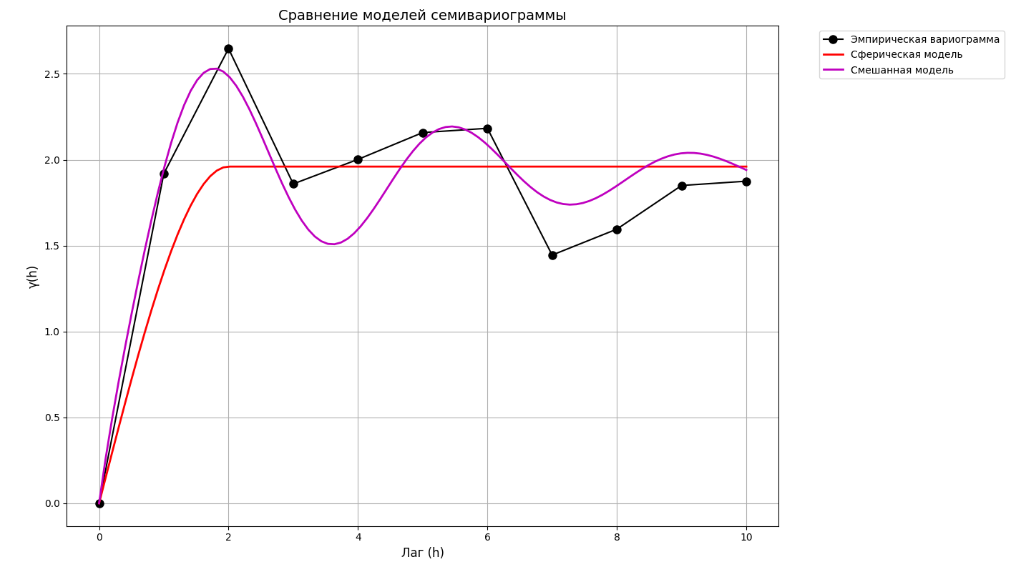 Сравнение моделей семивариограммы
Эмпирическая вариограмма
Сферическая модель
Смешанная модель
γ(h)
2.5
2.0
1.5
1.0
0.5
0.0
0 2 4 6 8 10
Лаг (h)